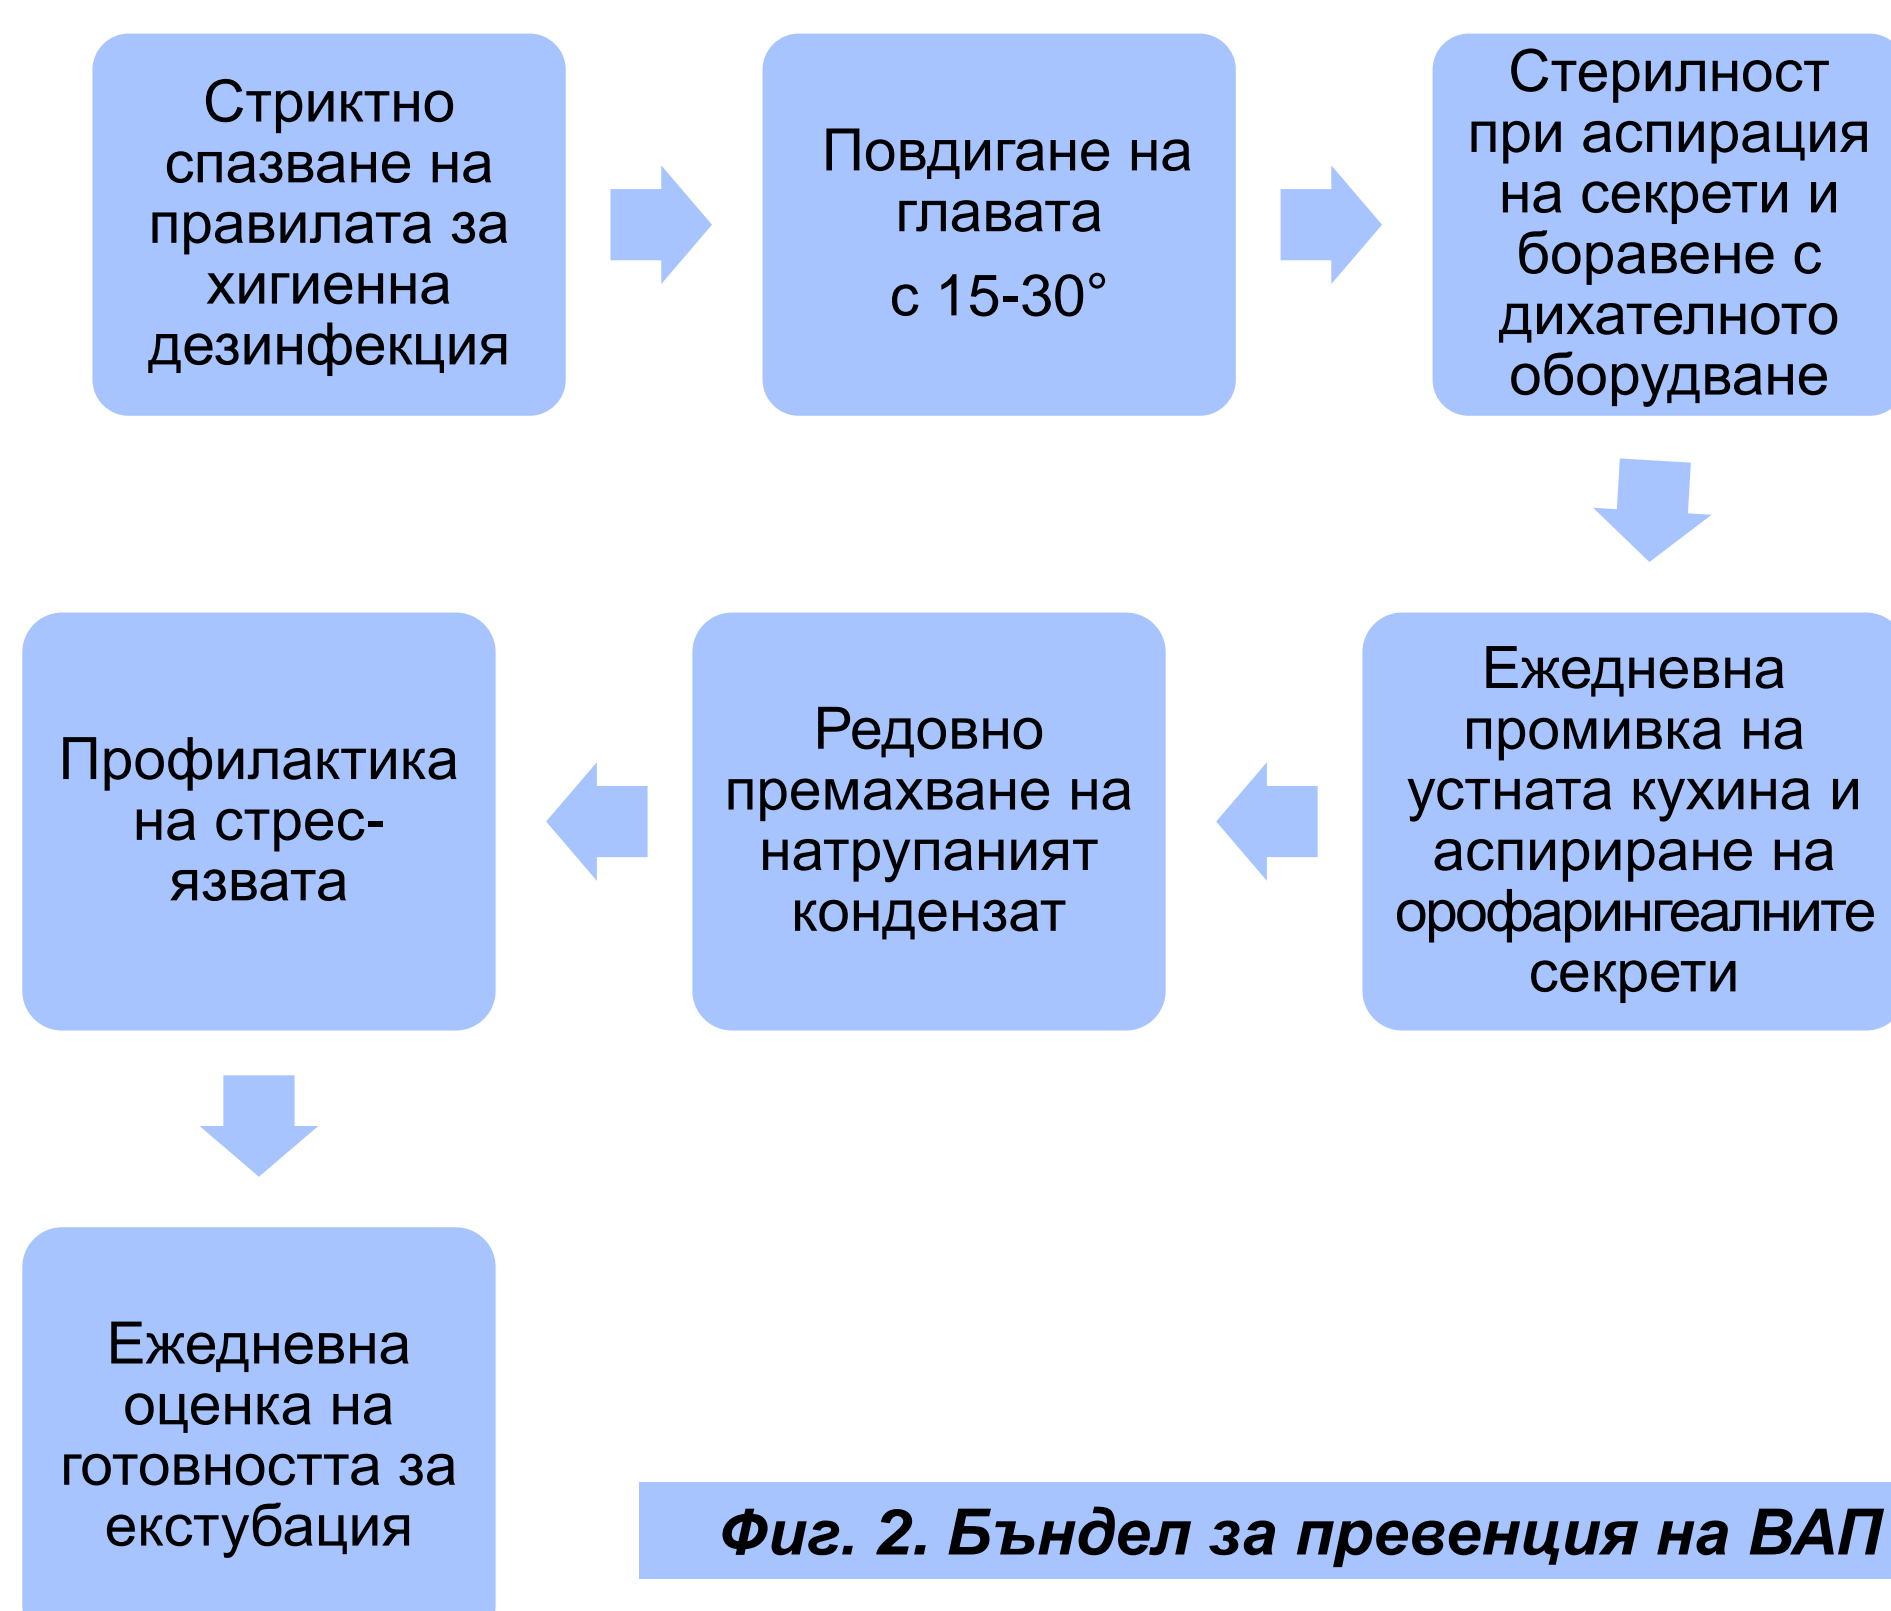 Стриктно
спазване на
правилата за
хигиенна
дезинфекция
Повдигане на
главата
с 15-30°
Стерилност
при аспирация
на секрети и
боравене с
дихателното
оборудване
Ежедневна
промивка на
устната кухина и
аспириране на
орофарингеалните
секрети
Редовно
премахване на
натрупаният
кондензат
Профилактика
на стрес-
язвата
Ежедневна
оценка на
готовността за
екстубация
Фиг. 2. Бъндел за превенция на ВАП